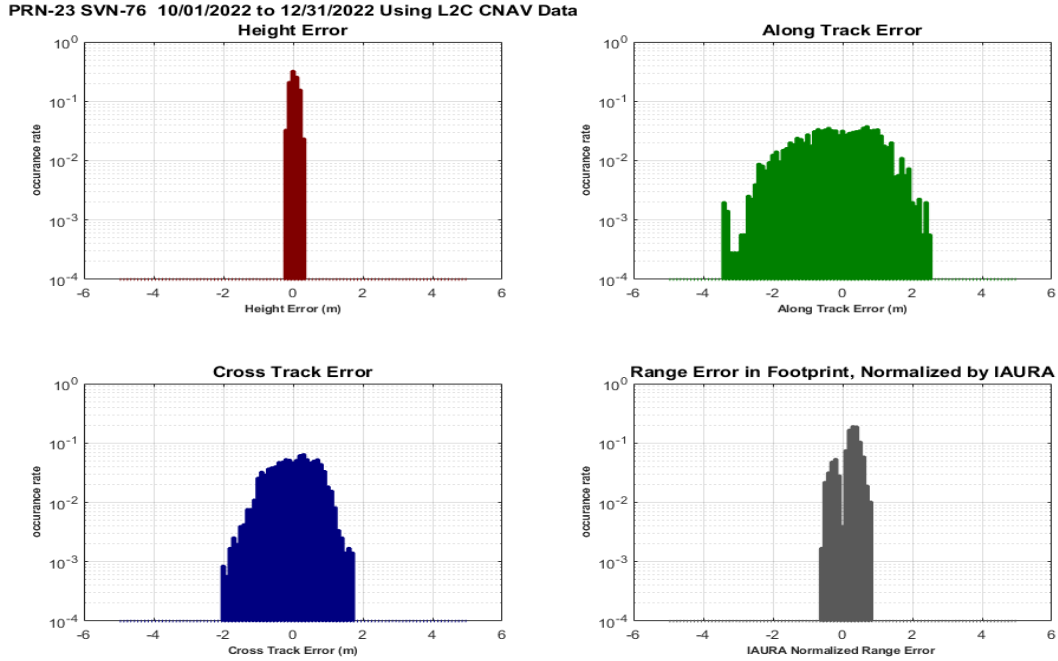 PRN-23 SVN-76 10/01/2022 to 12/31/2022 Using L2C CNAV Data
Height Error
10^0
10^-1
10^-2
10^-3
10^-4
occurance rate
-6 -4 -2 0 2 4 6
Height Error (m)
Along Track Error
10^0
10^-1
10^-2
10^-3
10^-4
occurance rate
-6 -4 -2 0 2 4 6
Along Track Error (m)
Cross Track Error
10^0
10^-1
10^-2
10^-3
10^-4
occurance rate
-6 -4 -2 0 2 4 6
Cross Track Error (m)
Range Error in Footprint, Normalized by IAURA
10^0
10^-1
10^-2
10^-3
10^-4
occurance rate
-6 -4 -2 0 2 4 6
IAURA Normalized Range Error